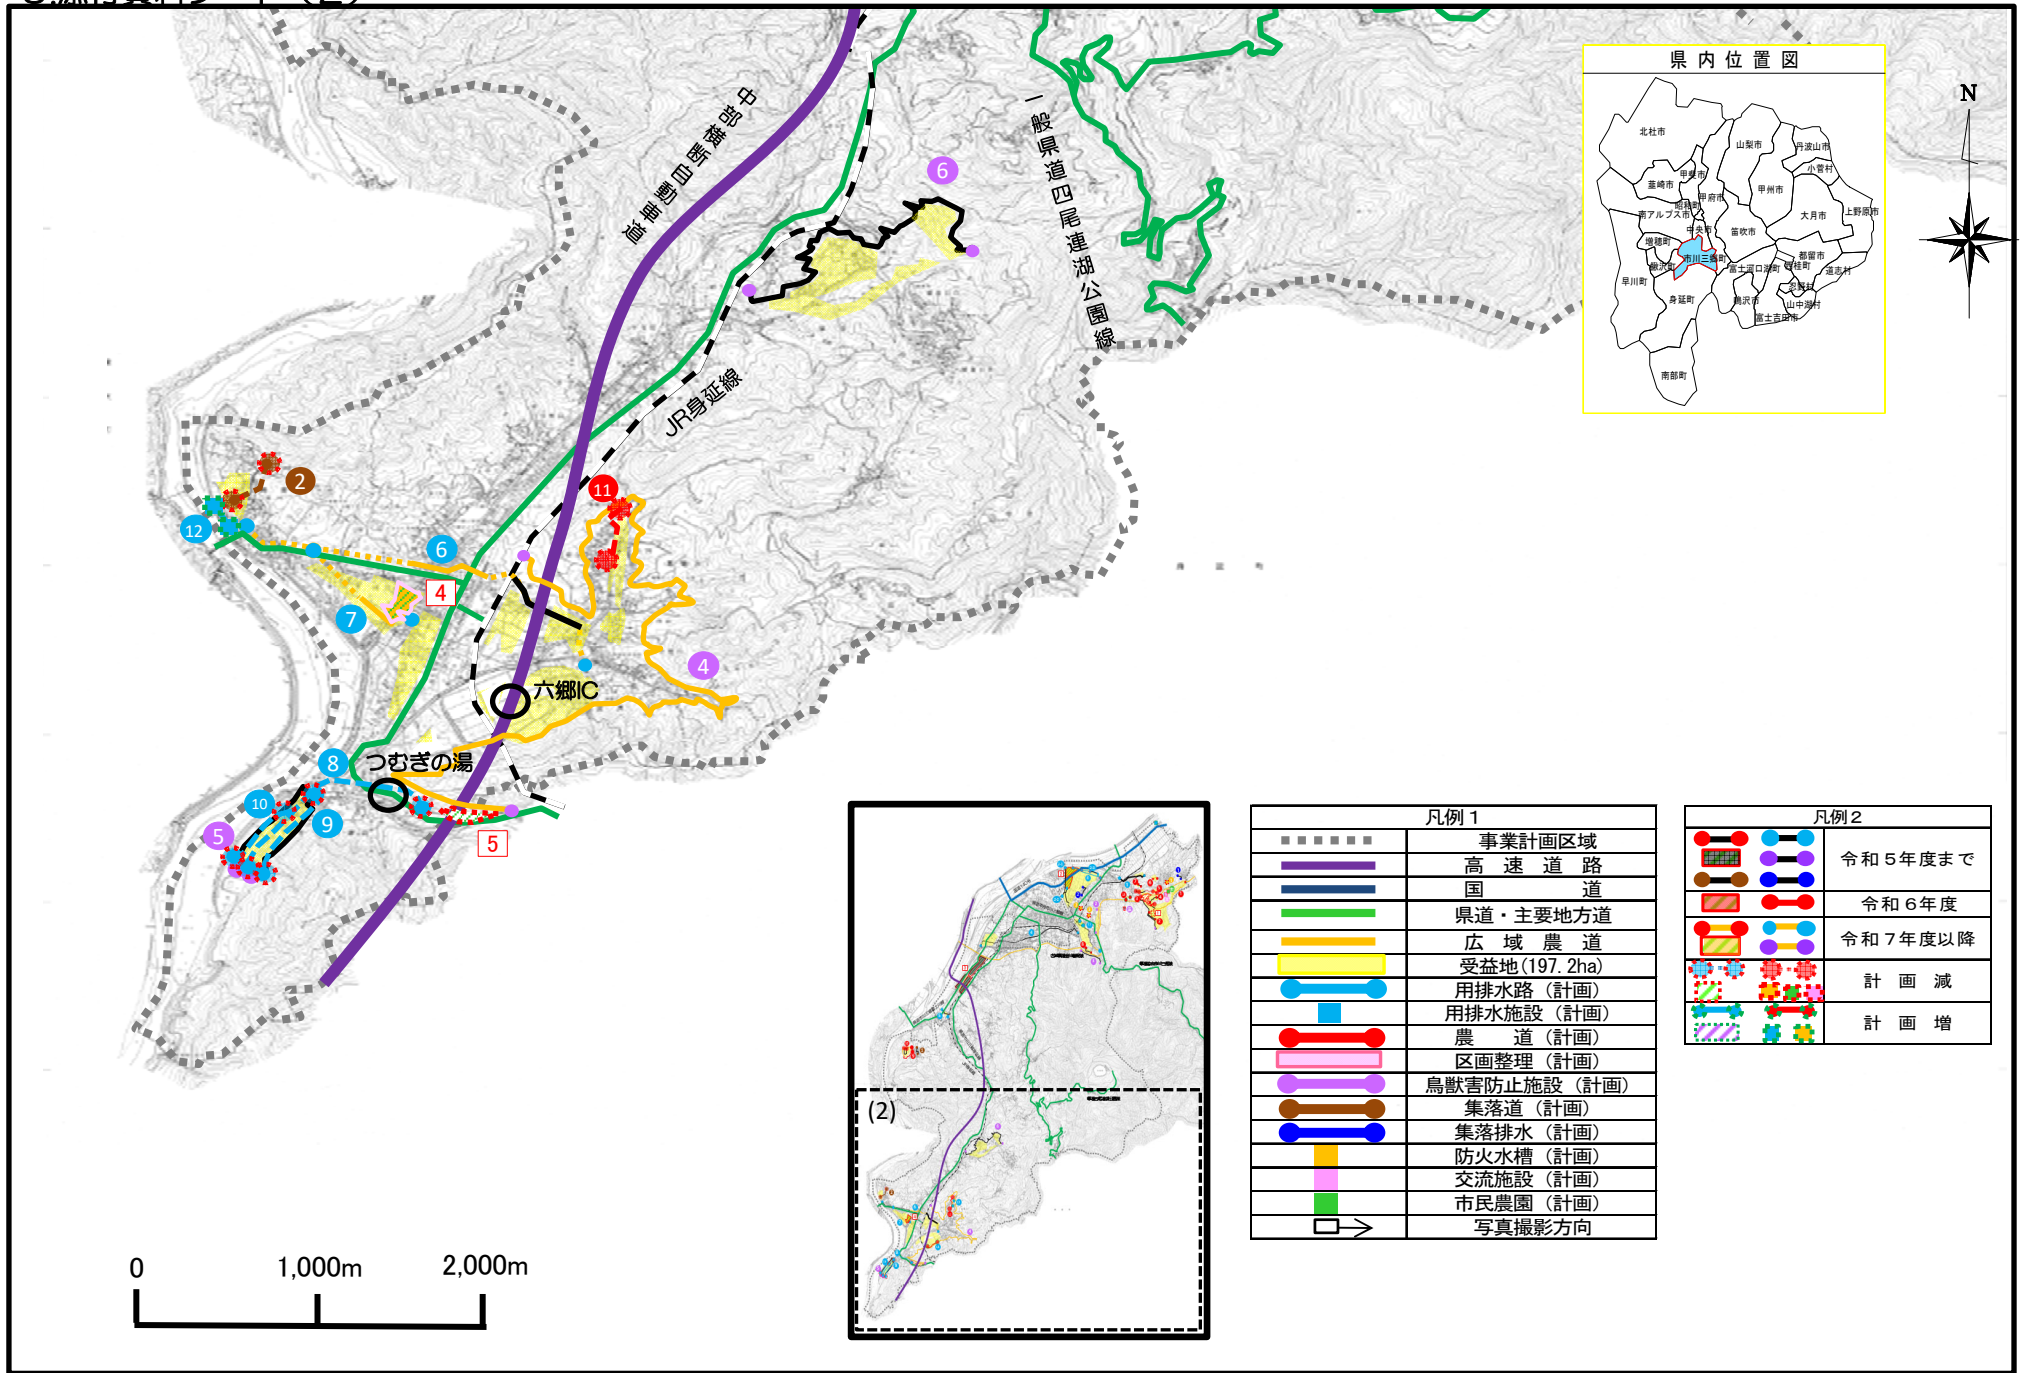 県内位置図
北杜市
韮崎市
甲斐市
山梨市
丹波山市
小菅村
甲府市
甲州市
昭和町
南アルプス市
中央市
笛吹市
大月市
上野原市
増穂町
市川三郷町
鰍沢町
都留市
富士河口湖町
西桂町
道志村
早川町
身延町
鳴沢市
忍野村
山中湖村
富士吉田市
南部町
N
中部横断自動車道
一般県道四尾連湖公園線
JR身延線
6
2
11
12
6
4
7
4
六郷IC
つむぎの湯
8
10
9
5
5
(2)
0 1,000m 2,000m
凡例1
事業計画区域
高速道路
国道
県道・主要地方道
広域農道
受益地(197.2ha)
用排水路(計画)
用排水施設(計画)
農道(計画)
区画整理(計画)
鳥獣害防止施設(計画)
集落道(計画)
集落排水(計画)
防火水槽(計画)
交流施設(計画)
市民農園(計画)
写真撮影方向
凡例2
令和5年度まで
令和6年度
令和7年度以降
計画減
計画増